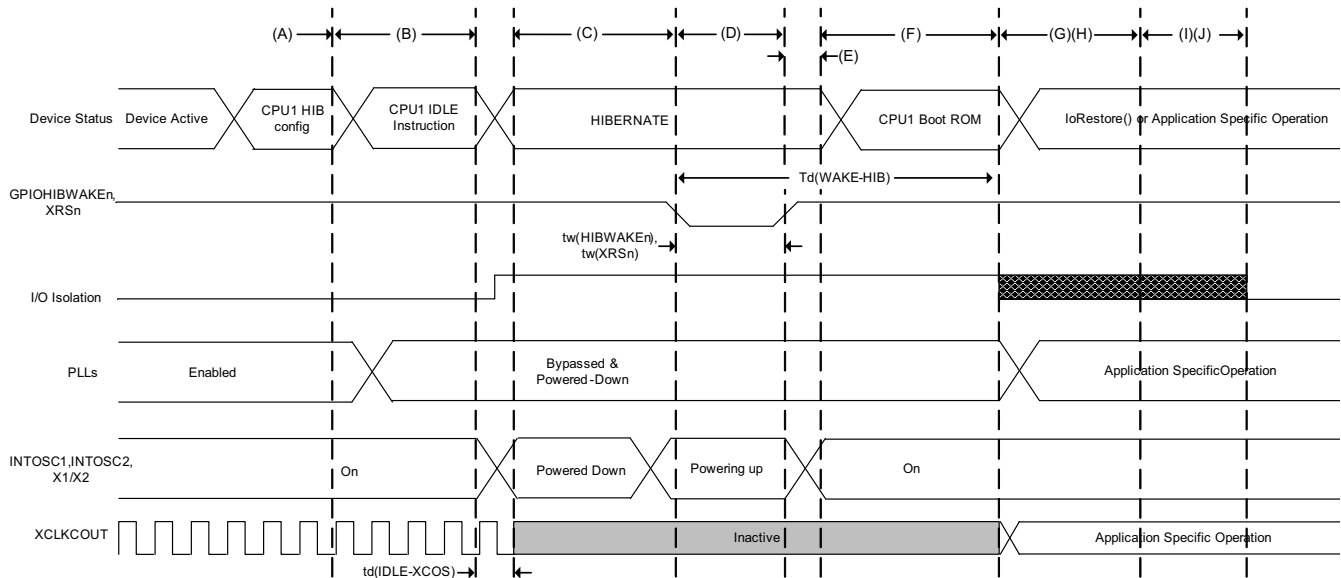 (A) (B) (C) (D) (F) (G)(H) (I)(J)
(E)
Device Status
Device Active
CPU1 HIB
config
CPU1 IDLE
Instruction
HIBERNATE
CPU1 Boot ROM
IoRestore() or Application Specific Operation
Td(WAKE-HIB)
GPIOHIBWAKEn,
XRSn
tw(HIBWAKEn),
tw(XRSn)
I/O Isolation
PLLs
Enabled
Bypassed &
Powered-Down
Application SpecificOperation
INTOSC1,INTOSC2,
X1/X2
On
Powered Down
Powering up
On
XCLKCOUT
Inactive
Application Specific Operation
td(IDLE-XCOS)